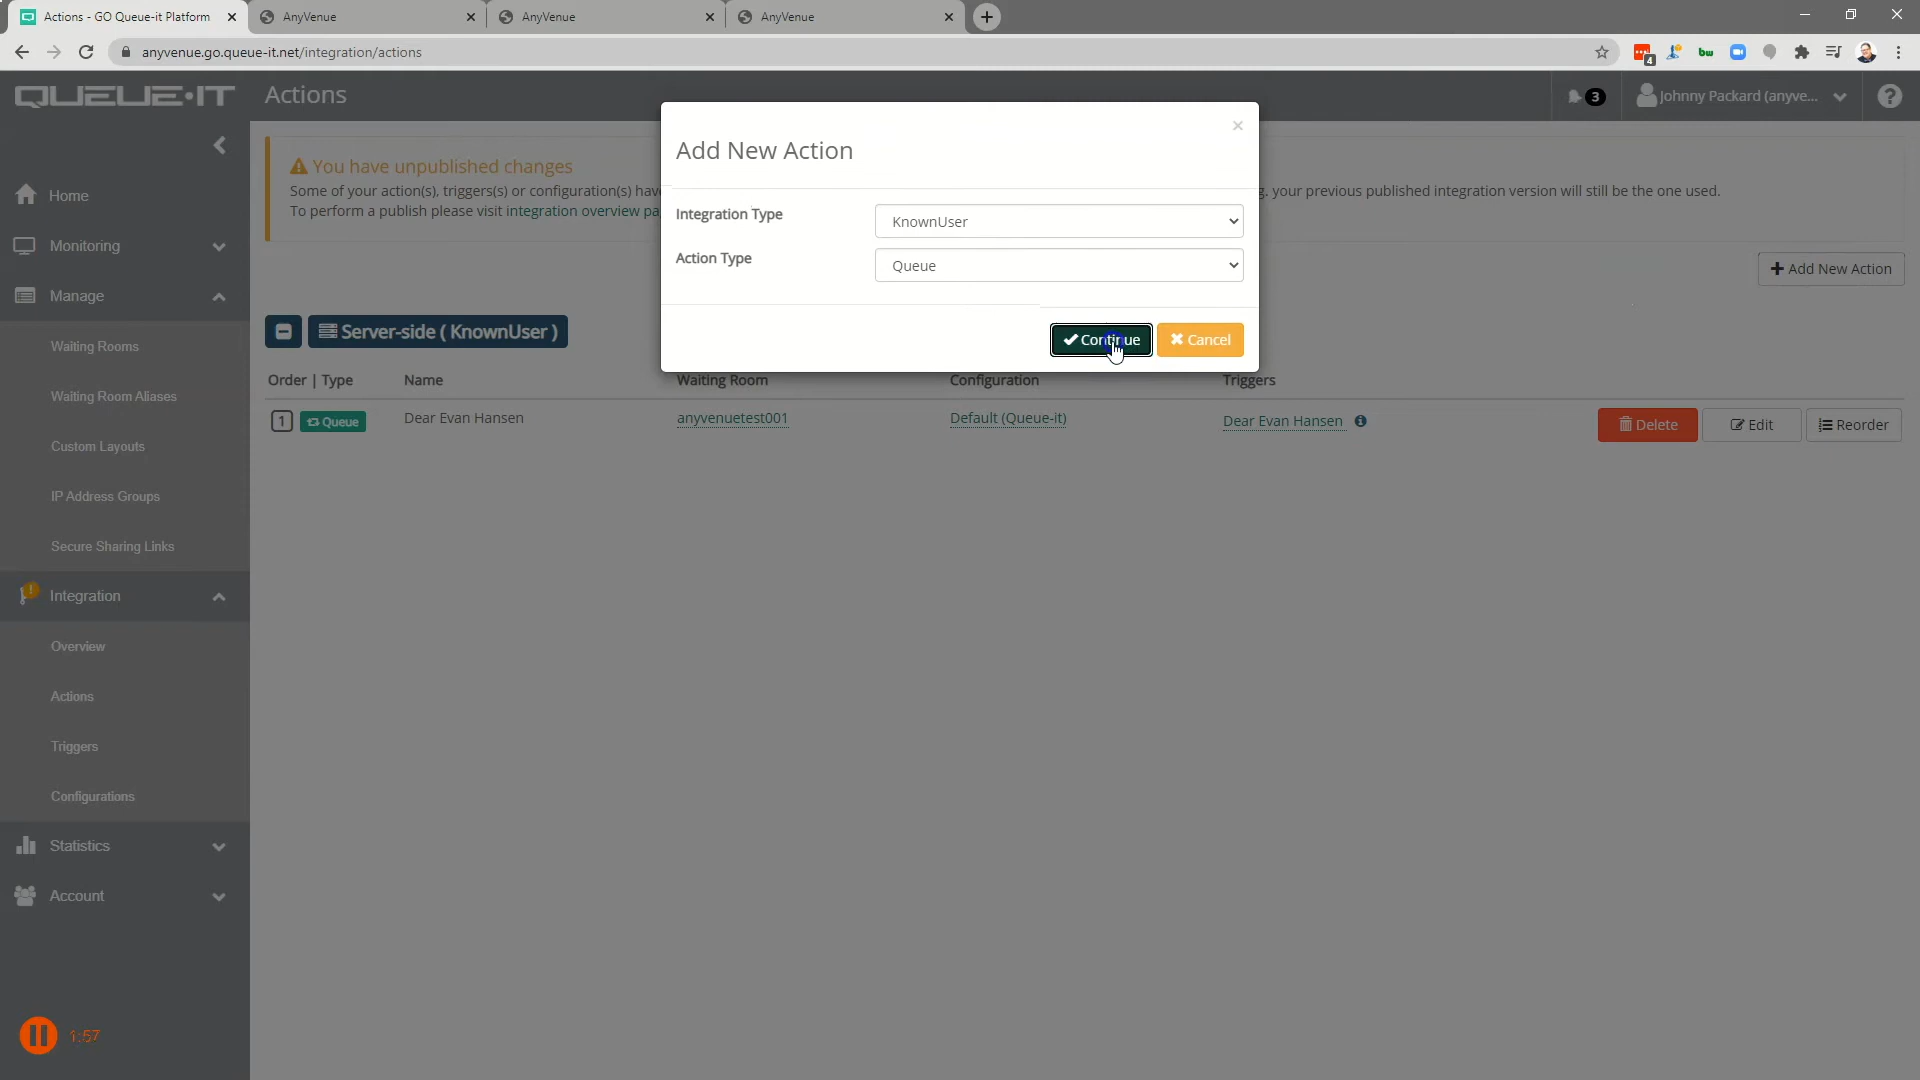 Actions - GO Queue-it Platform
AnyVenue
AnyVenue
AnyVenue
anyvenue.go.queue-it.net/integration/actions
4
bw
QUEUE-IT
Actions
3
Johnny Packard (anyve...
Add New Action
You have unpublished changes
Some of your action(s), triggers(s) or configuration(s) hav
g. your previous published integration version will still be the one used.
To perform a publish please visit integration overview pa
Integration Type
KnownUser
Action Type
Queue
Continue
Cancel
Add New Action
Server-side ( KnownUser )
Order | Type
Name
Waiting Room
Configuration
Triggers
1
Queue
Dear Evan Hansen
anyvenuetest001
Default (Queue-it)
Dear Evan Hansen
Delete
Edit
Reorder
Home
Monitoring
Manage
Waiting Rooms
Waiting Room Aliases
Custom Layouts
IP Address Groups
Secure Sharing Links
Integration
Overview
Actions
Triggers
Configurations
Statistics
Account
1:57